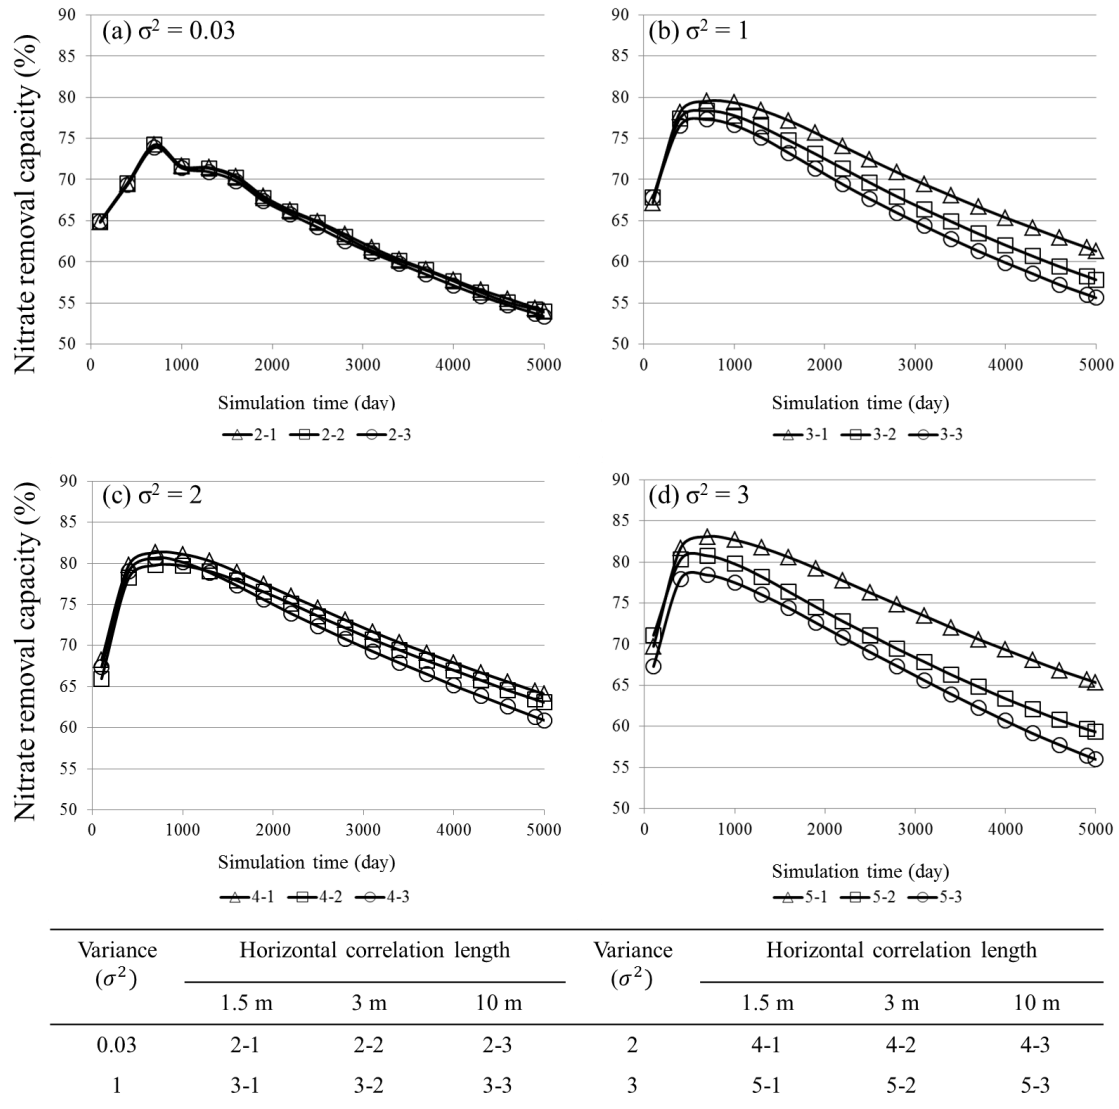 (a) σ² = 0.03
Nitrate removal capacity (%)
90
85
80
75
70
65
60
55
50
0 1000 2000 3000 4000 5000
Simulation time (day)
2-1 2-2 2-3
(b) σ² = 1
90
85
80
75
70
65
60
55
50
0 1000 2000 3000 4000 5000
Simulation time (day)
3-1 3-2 3-3
(c) σ² = 2
Nitrate removal capacity (%)
90
85
80
75
70
65
60
55
50
0 1000 2000 3000 4000 5000
Simulation time (day)
4-1 4-2 4-3
(d) σ² = 3
90
85
80
75
70
65
60
55
50
0 1000 2000 3000 4000 5000
Simulation time (day)
5-1 5-2 5-3
Variance Horizontal correlation length Variance Horizontal correlation length
(σ²) (σ²)
1.5 m 3 m 10 m 1.5 m 3 m 10 m
0.03 2-1 2-2 2-3 2 4-1 4-2 4-3
1 3-1 3-2 3-3 3 5-1 5-2 5-3